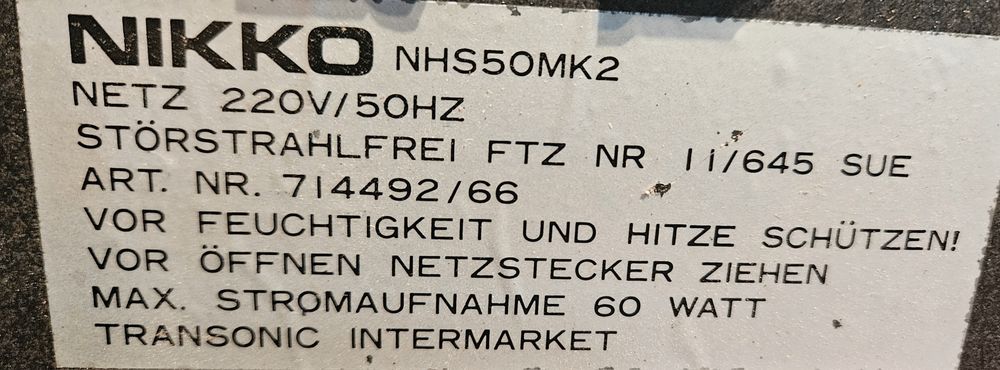 NIKKO NHS50MK2
NETZ 220V/50HZ
STÖRSTRAHLFREI FTZ NR 11/645 SUE
ART. NR. 714492/66
VOR FEUCHTIGKEIT UND HITZE SCHÜTZEN!
VOR ÖFFNEN NETZSTECKER ZIEHEN
MAX. STROMAUFNAHME 60 WATT
TRANSONIC INTERMARKET